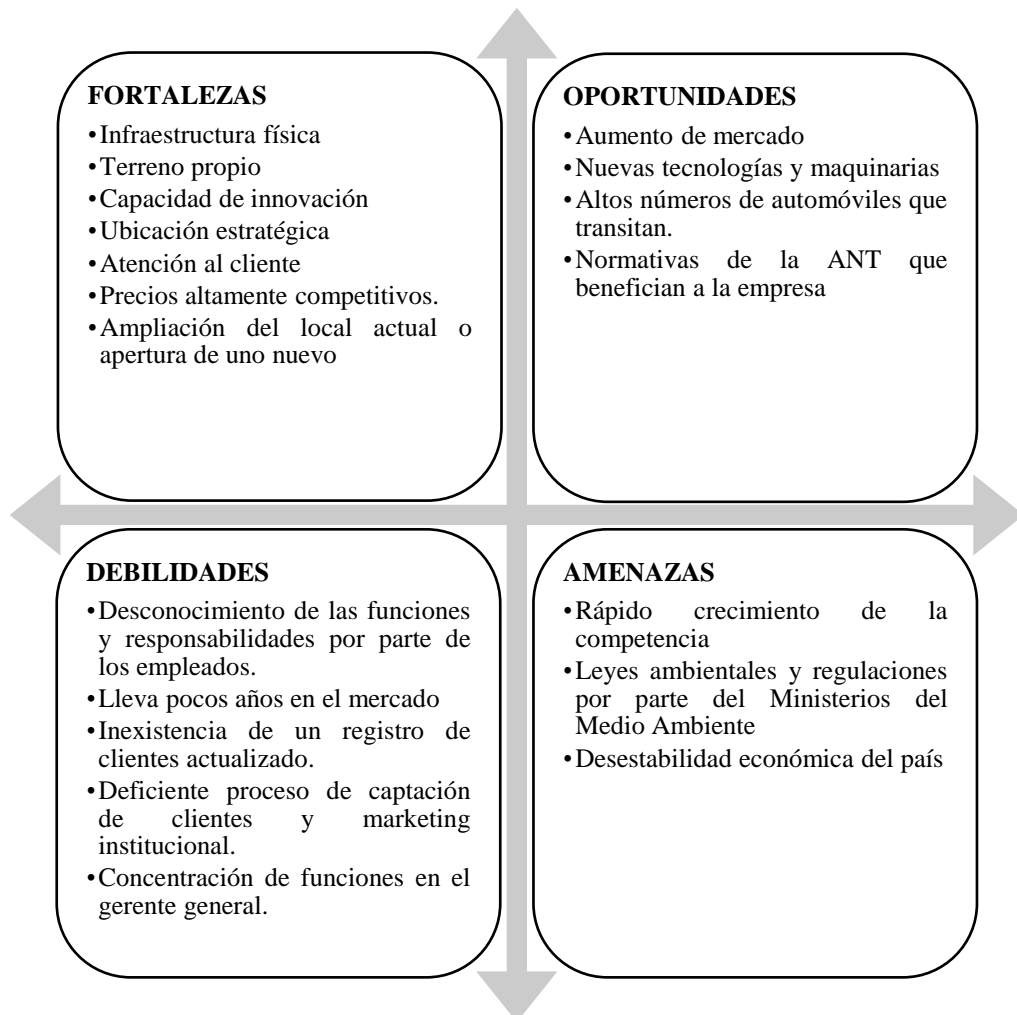 FORTALEZAS
•Infraestructura física
•Terreno propio
•Capacidad de innovación
•Ubicación estratégica
•Atención al cliente
•Precios altamente competitivos.
•Ampliación del local actual o
apertura de uno nuevo
OPORTUNIDADES
•Aumento de mercado
•Nuevas tecnologías y maquinarias
•Altos números de automóviles que
transitan.
•Normativas de la ANT que
benefician a la empresa
DEBILIDADES
•Desconocimiento de las funciones
y responsabilidades por parte de
los empleados.
•Lleva pocos años en el mercado
•Inexistencia de un registro de
clientes actualizado.
•Deficiente proceso de captación
de clientes y marketing
institucional.
•Concentración de funciones en el
gerente general.
AMENAZAS
•Rápido crecimiento de la
competencia
•Leyes ambientales y regulaciones
por parte del Ministerios del
Medio Ambiente
•Desestabilidad económica del país